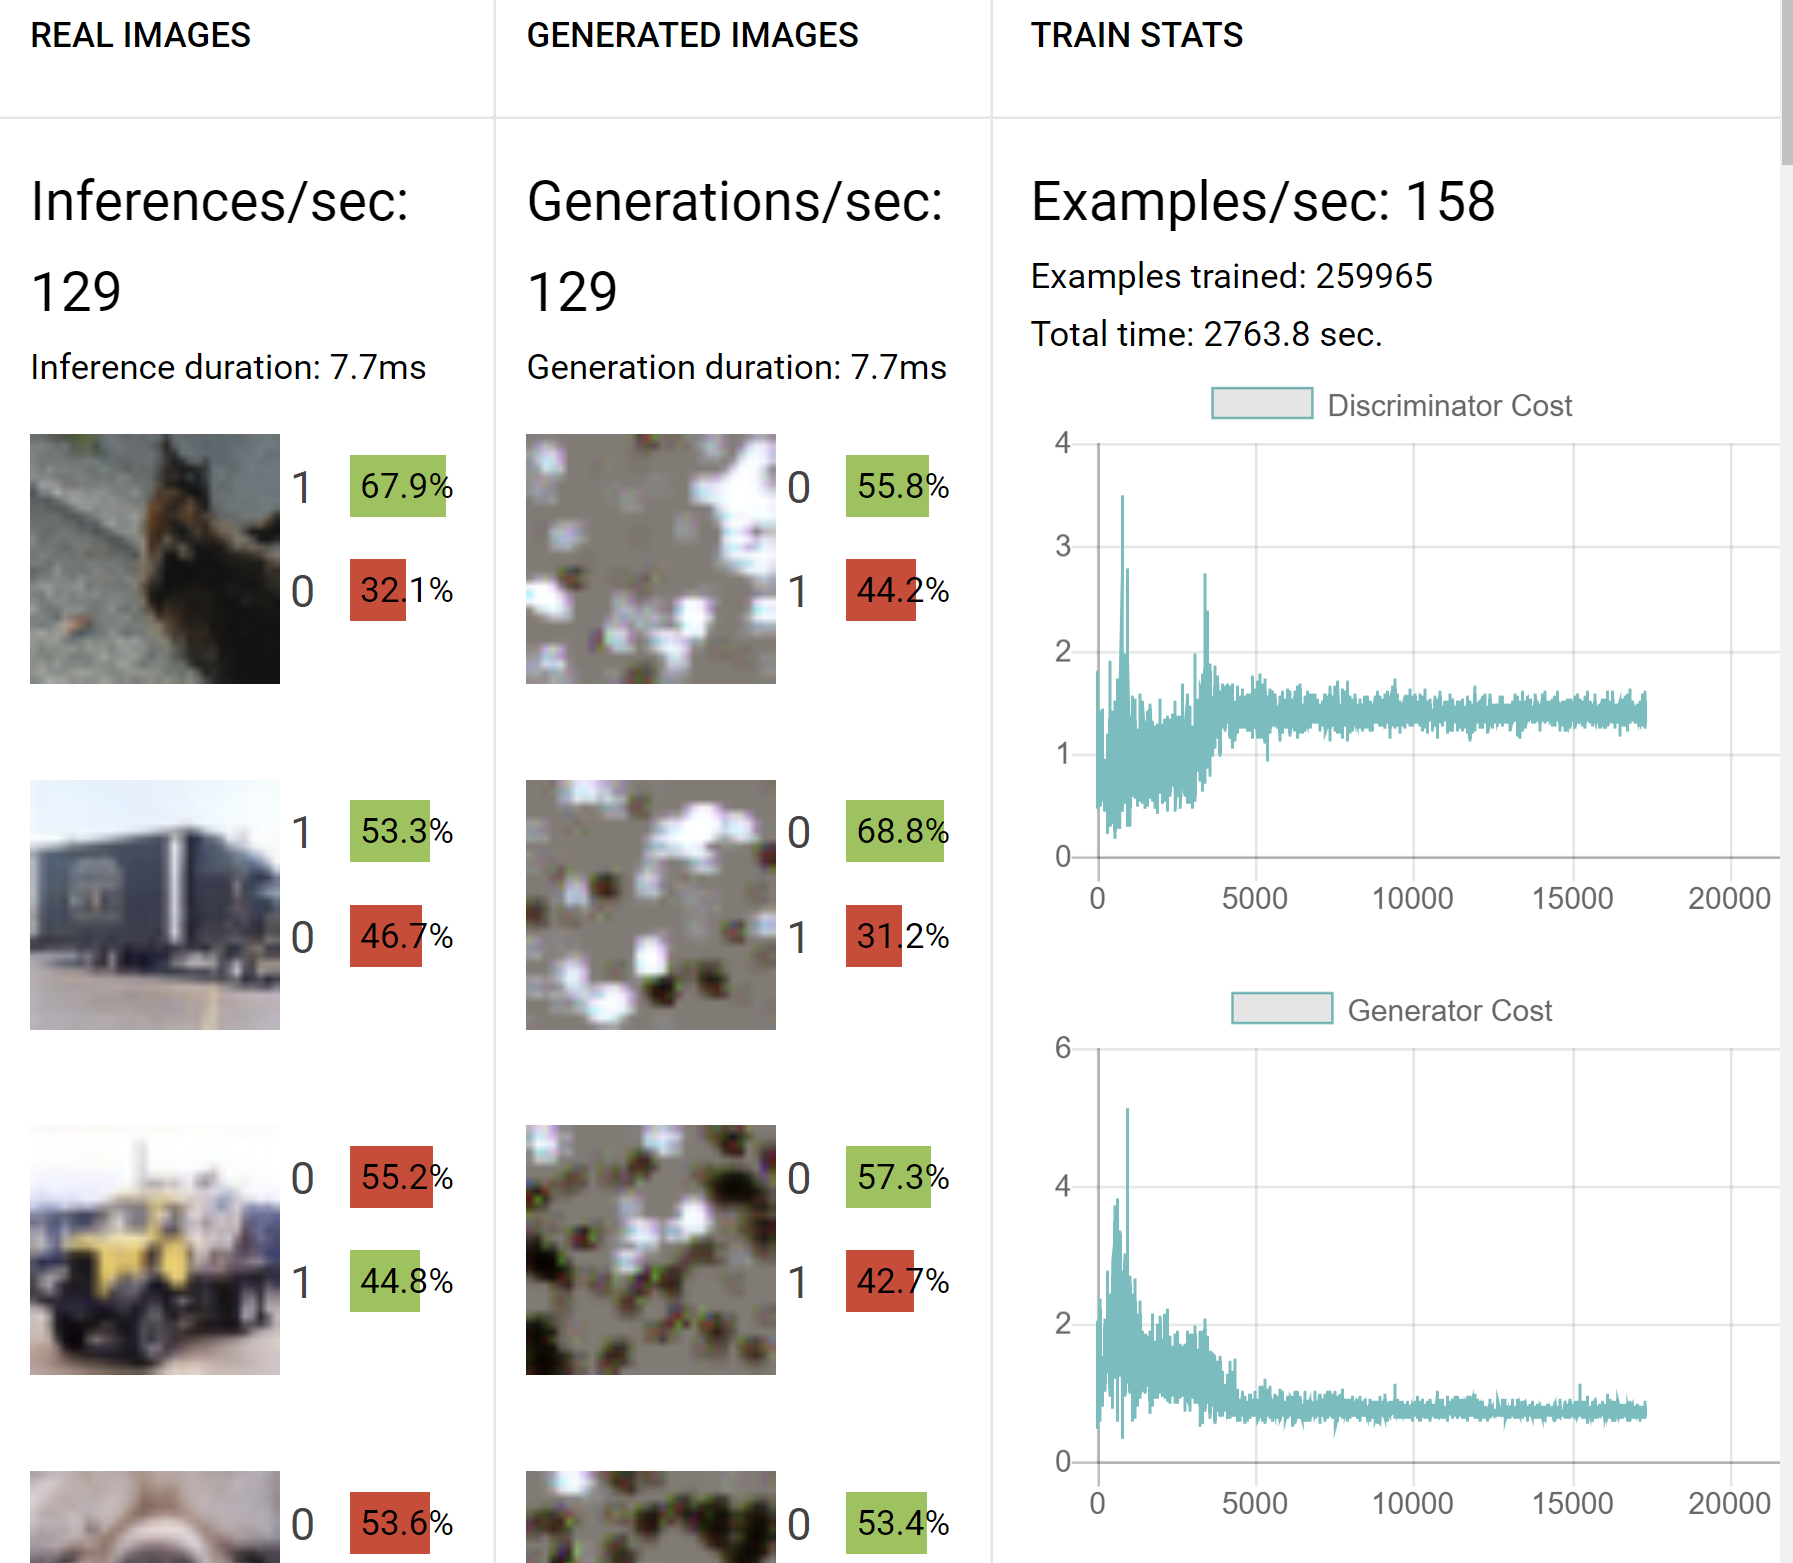 REAL IMAGES
GENERATED IMAGES
TRAIN STATS
Inferences/sec:
129
Inference duration: 7.7ms
1 67.9%
0 32.1%
1 53.3%
0 46.7%
0 55.2%
1 44.8%
0 53.6%
Generations/sec:
129
Generation duration: 7.7ms
0 55.8%
1 44.2%
0 68.8%
1 31.2%
0 57.3%
1 42.7%
0 53.4%
Examples/sec: 158
Examples trained: 259965
Total time: 2763.8 sec.
Discriminator Cost
4
3
2
1
0
0 5000 10000 15000 20000
Generator Cost
6
4
2
0
0 5000 10000 15000 20000